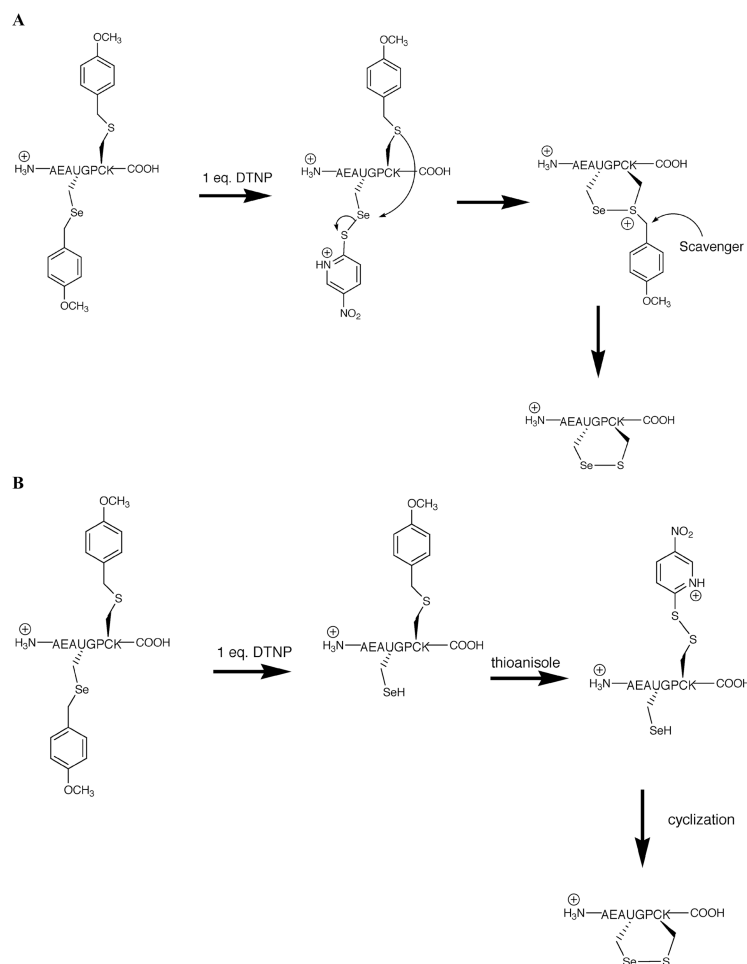 A
OCH3
S
H3N AEAUGPCK COOH
Se
OCH3
1 eq. DTNP
OCH3
S
H3N AEAUGPCK COOH
Se
S
HN
NO2
H3N AEAUGPCK COOH
Se S
Scavenger
OCH3
H3N AEAUGPCK COOH
Se S
B
OCH3
S
H3N AEAUGPCK COOH
Se
OCH3
1 eq. DTNP
OCH3
S
H3N AEAUGPCK COOH
SeH
thioanisole
NO2
NH
S
S
H3N AEAUGPCK COOH
SeH
cyclization
H3N AEAUGPCK COOH
Se S